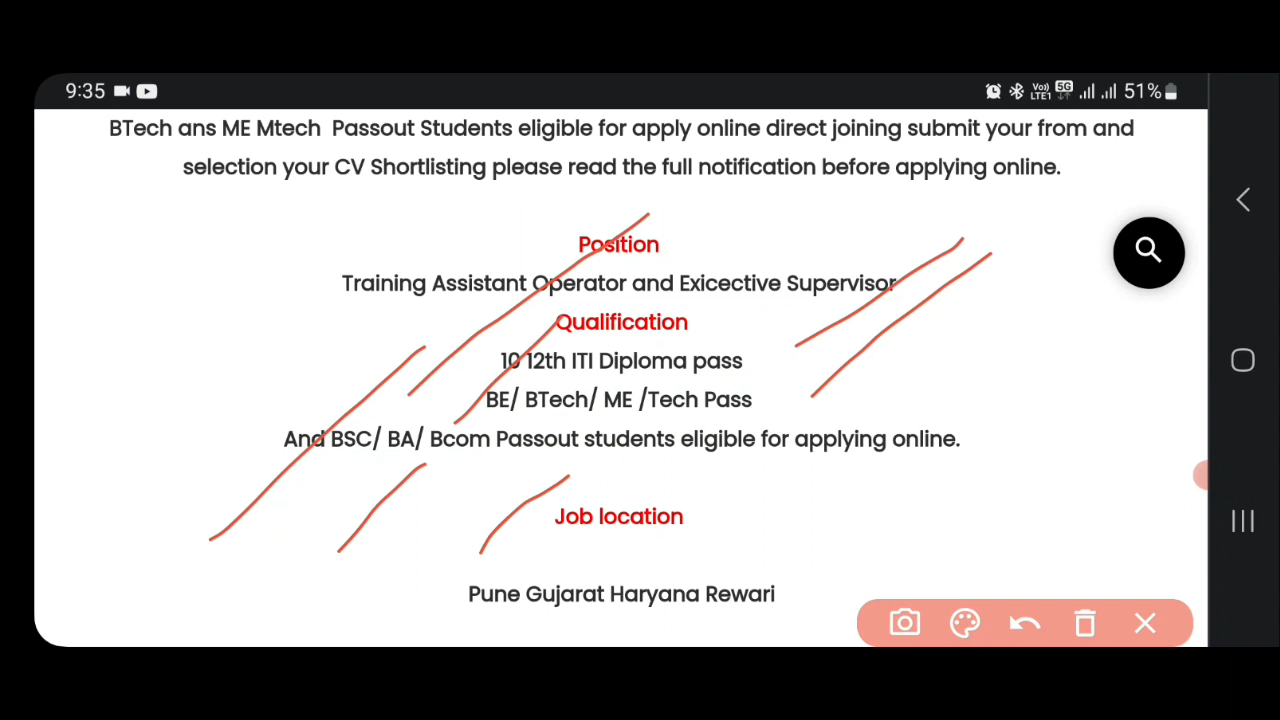 9:35
Vo)) LTE1 5G 51%
BTech ans ME Mtech Passout Students eligible for apply online direct joining submit your from and
selection your CV Shortlisting please read the full notification before applying online.
Position
Training Assistant Operator and Exicective Supervisor
Qualification
10 12th ITI Diploma pass
BE/ BTech/ ME /Tech Pass
And BSC/ BA/ Bcom Passout students eligible for applying online.
Job location
Pune Gujarat Haryana Rewari